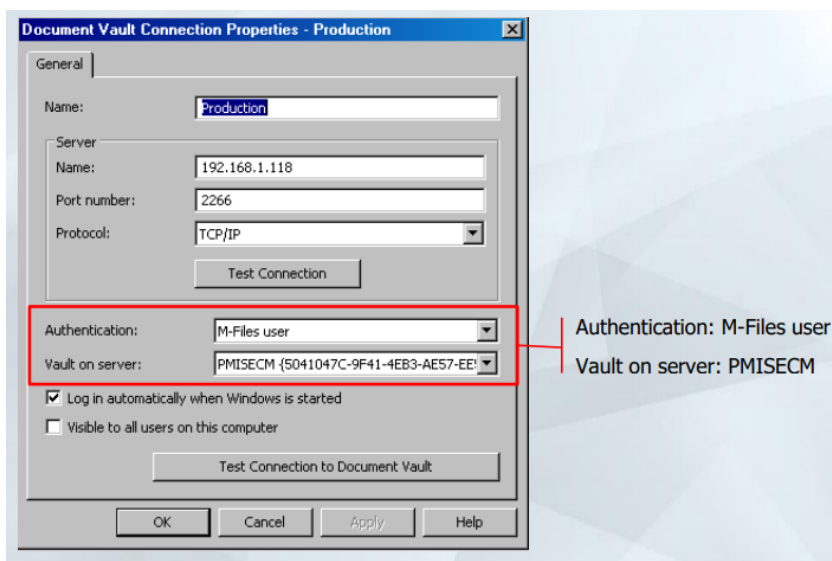 Document Vault Connection Properties - Production
General
Name:
Production
Server
Name:
192.168.1.118
Port number:
2266
Protocol:
TCP/IP
Test Connection
Authentication:
M-Files user
Vault on server:
PMISECM {5041047C-9F41-4EB3-AE57-EE
Log in automatically when Windows is started
Visible to all users on this computer
Test Connection to Document Vault
OK
Cancel
Apply
Help
Authentication: M-Files user
Vault on server: PMISECM